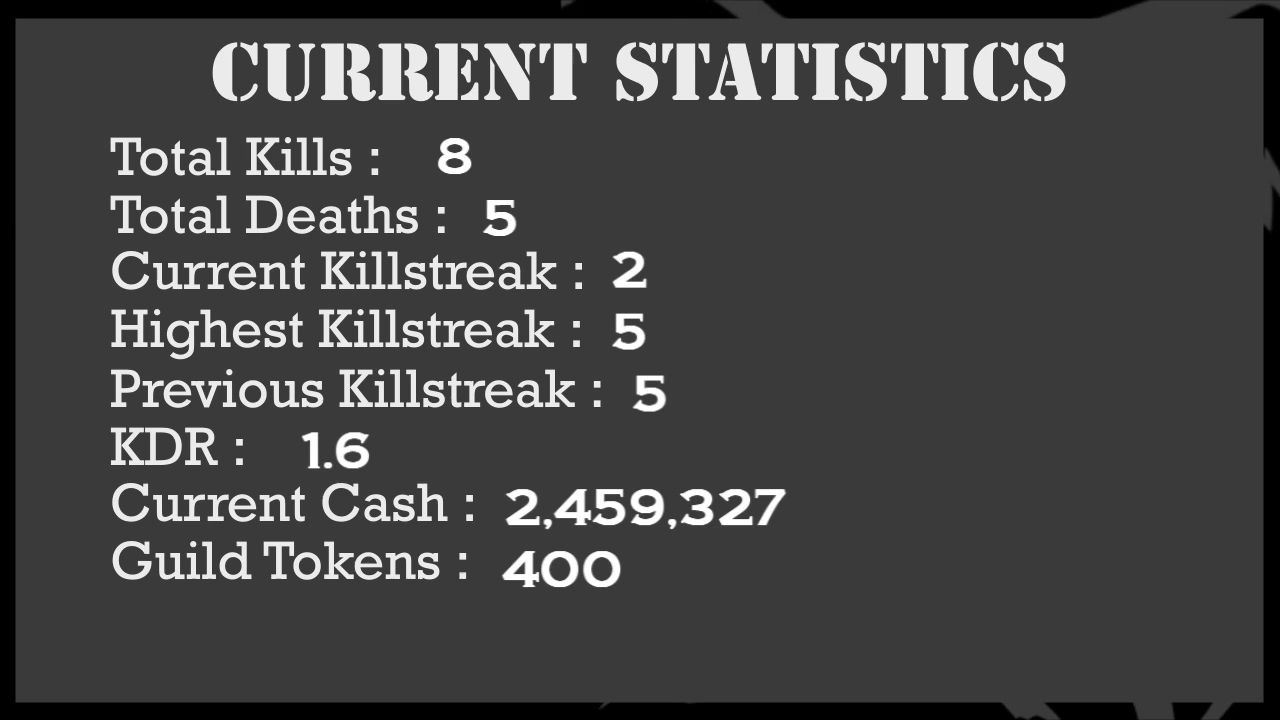 CURRENT STATISTICS
Total Kills : 8
Total Deaths : 5
Current Killstreak : 2
Highest Killstreak : 5
Previous Killstreak : 5
KDR : 1.6
Current Cash : 2,459,327
Guild Tokens : 400